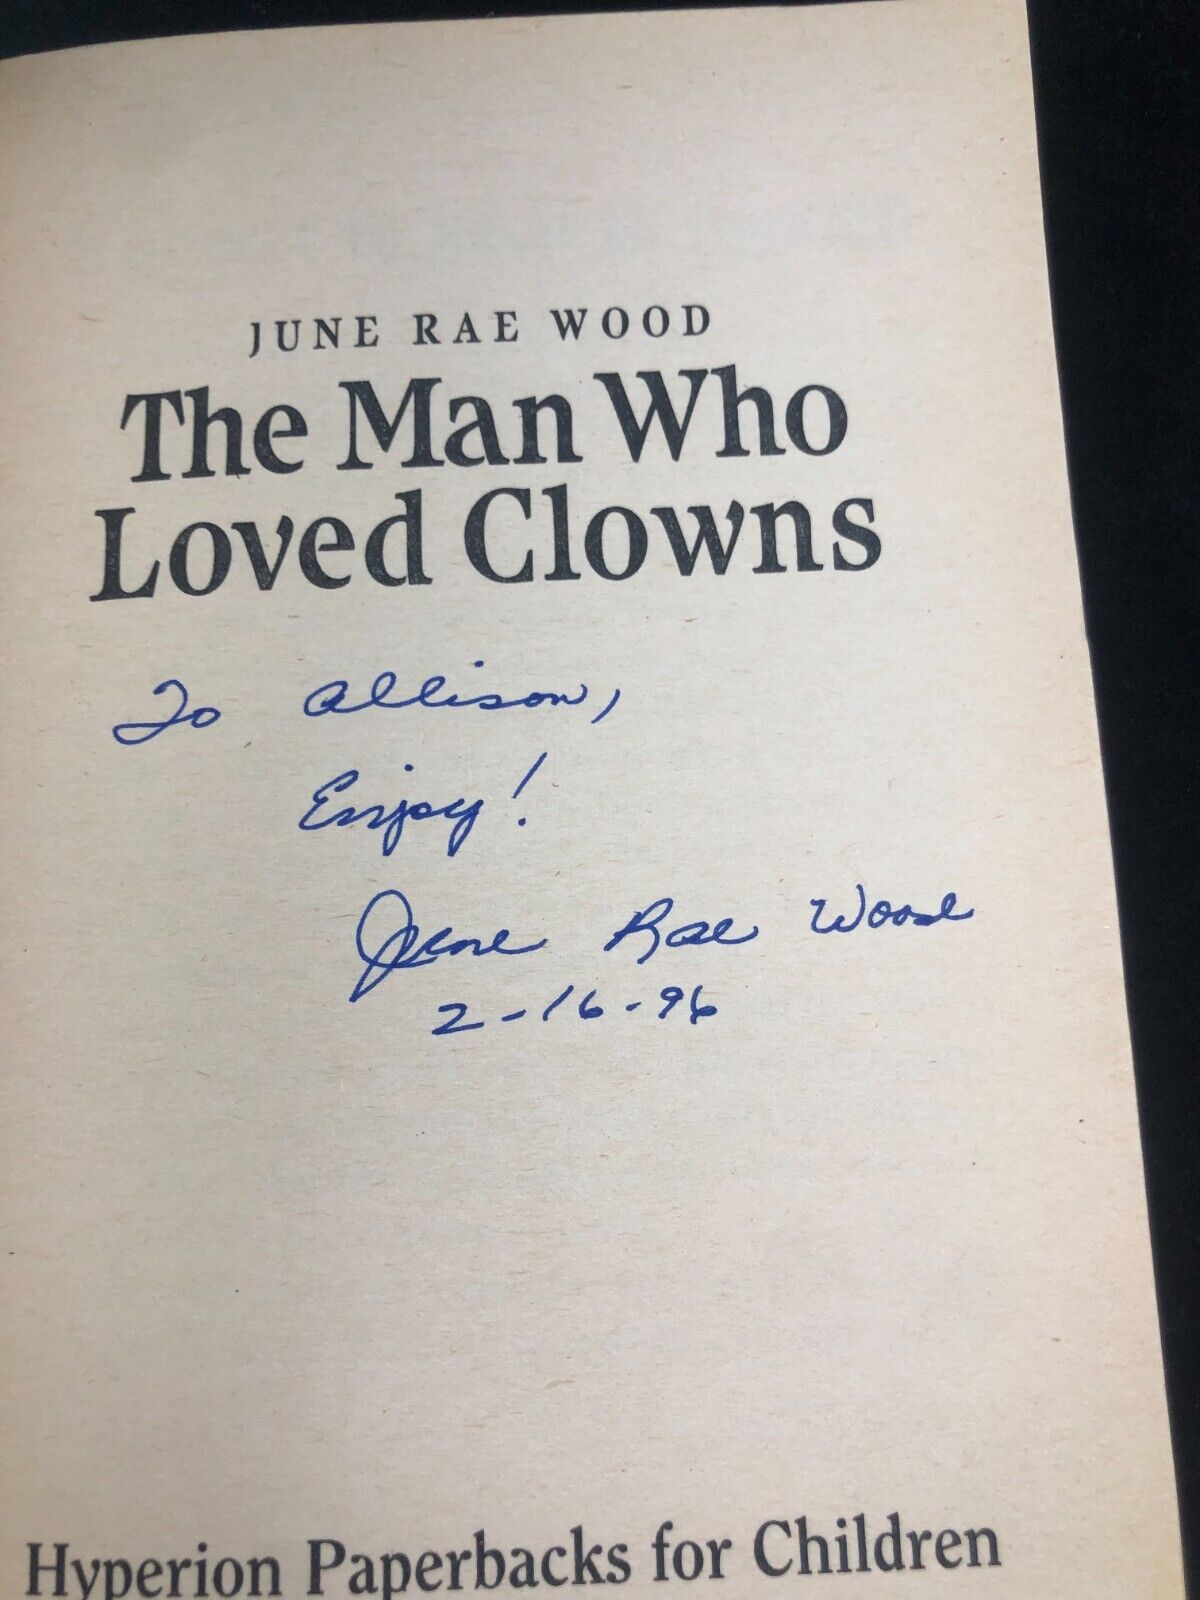 JUNE RAE WOOD
The Man Who
Loved Clowns
To Allison,
Enjoy!
June Rae Wood
2-16-96
Hyperion Paperbacks for Children